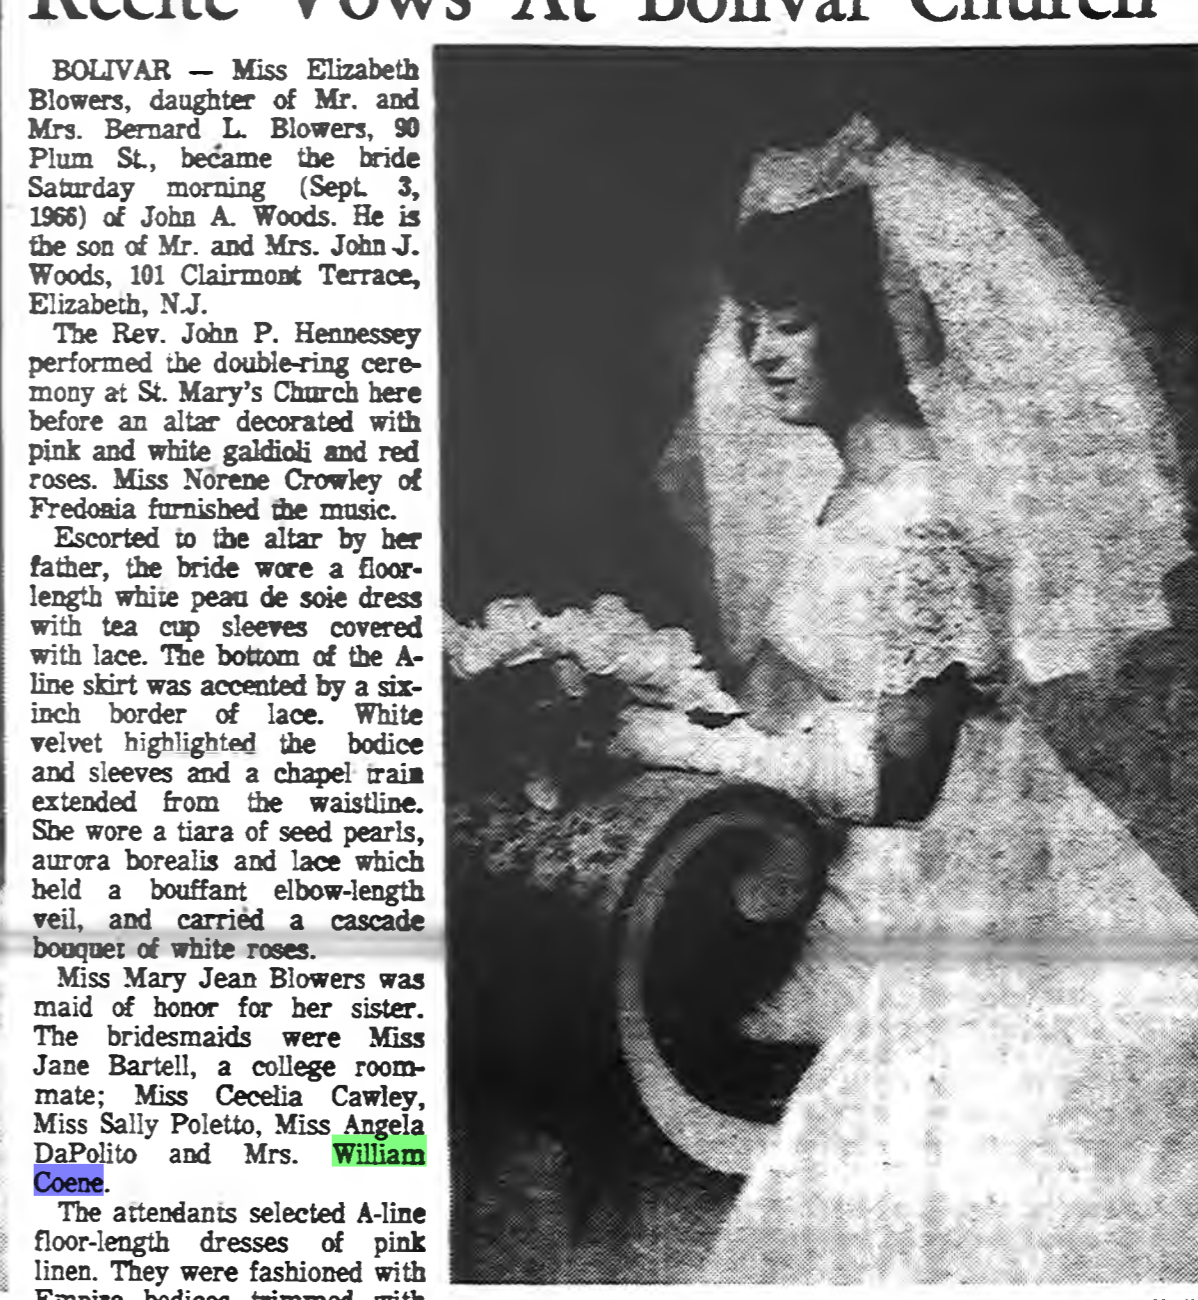 Recite Vows At Bolivar Church
BOLIVAR — Miss Elizabeth
Blowers, daughter of Mr. and
Mrs. Bernard L. Blowers, 90
Plum St., became the bride
Saturday morning (Sept. 3,
1966) of John A. Woods. He is
the son of Mr. and Mrs. John J.
Woods, 101 Clairmont Terrace,
Elizabeth, N.J.
The Rev. John P. Hennessey
performed the double-ring cere-
mony at St. Mary's Church here
before an altar decorated with
pink and white galdioli and red
roses. Miss Norene Crowley of
Fredonia furnished the music.
Escorted to the altar by her
father, the bride wore a floor-
length white peau de soie dress
with tea cup sleeves covered
with lace. The bottom of the A-
line skirt was accented by a six-
inch border of lace. White
velvet highlighted the bodice
and sleeves and a chapel train
extended from the waistline.
She wore a tiara of seed pearls,
aurora borealis and lace which
held a bouffant elbow-length
veil, and carried a cascade
bouquet of white roses.
Miss Mary Jean Blowers was
maid of honor for her sister.
The bridesmaids were Miss
Jane Bartell, a college room-
mate; Miss Cecelia Cawley,
Miss Sally Poletto, Miss Angela
DaPolito and Mrs. William
Coene.
The attendants selected A-line
floor-length dresses of pink
linen. They were fashioned with
Empire bodices trimmed with